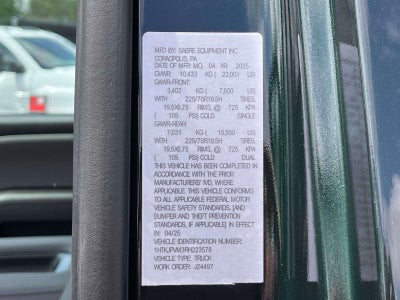 MFD BY: SABRE EQUIPMENT INC
CORAOPOLIS, PA
DATE OF MFR: MO. 04 YR. 2025
GVWR: 10,433 KG ( 23,001 LB)
GAWR-FRONT:
3,402 KG ( 7,500 LB)
WITH 225/70R19.5H TIRES,
19.5X6.75 RIMS, @ 725 KPA
( 105 PSI) COLD SINGLE
GAWR-REAR:
7,031 KG ( 15,500 LB)
WITH 225/70R19.5H TIRES,
19.5X6.75 RIMS, @ 725 KPA
( 105 PSI) COLD DUAL
THIS VEHICLE HAS BEEN COMPLETED IN
ACCORDANCE WITH THE PRIOR
MANUFACTURERS' IVD, WHERE
APPLICABLE. THIS VEHICLE CONFORMS
TO ALL APPLICABLE FEDERAL MOTOR
VEHICLE SAFETY STANDARDS, [AND
BUMPER AND THEFT PREVENTION
STANDARDS, IF APPLICABLE] IN EFFECT
IN: 04/25
VEHICLE IDENTIFICATION NUMBER:
1HTKJPVM3RH223578
VEHICLE TYPE: TRUCK
WORK ORDER: J24497